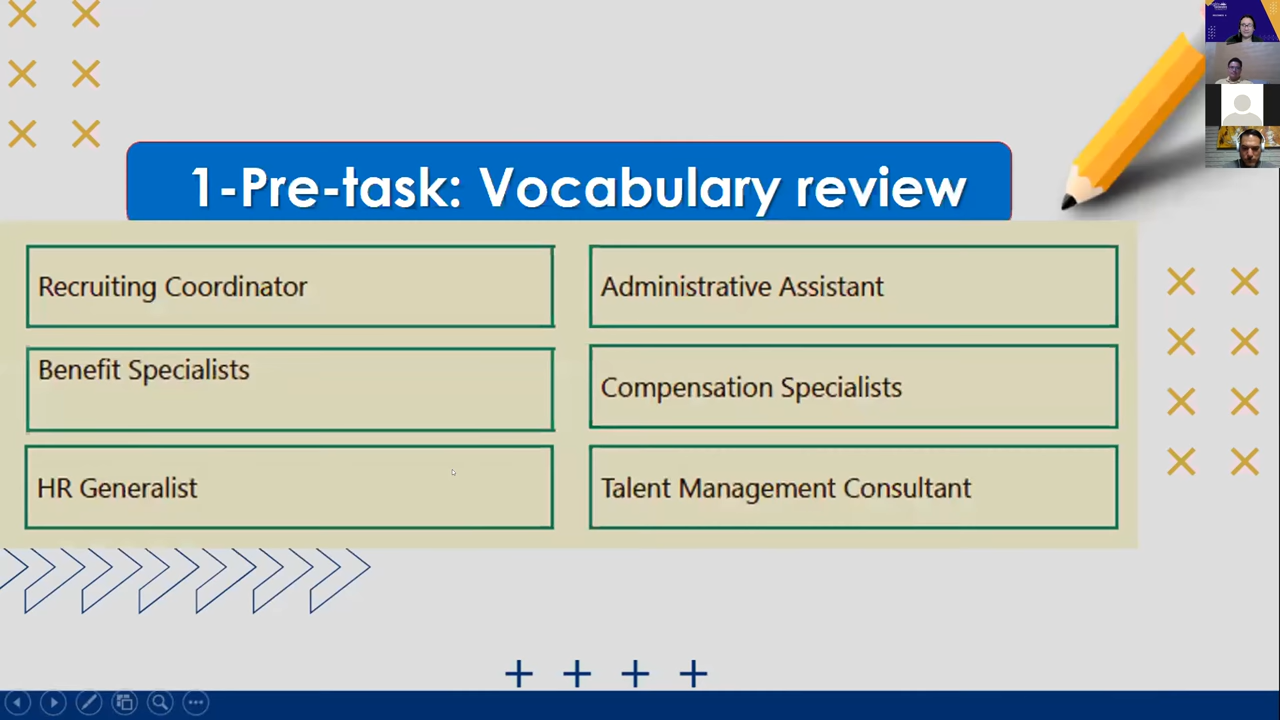 1-Pre-task: Vocabulary review
Recruiting Coordinator
Administrative Assistant
Benefit Specialists
Compensation Specialists
HR Generalist
Talent Management Consultant